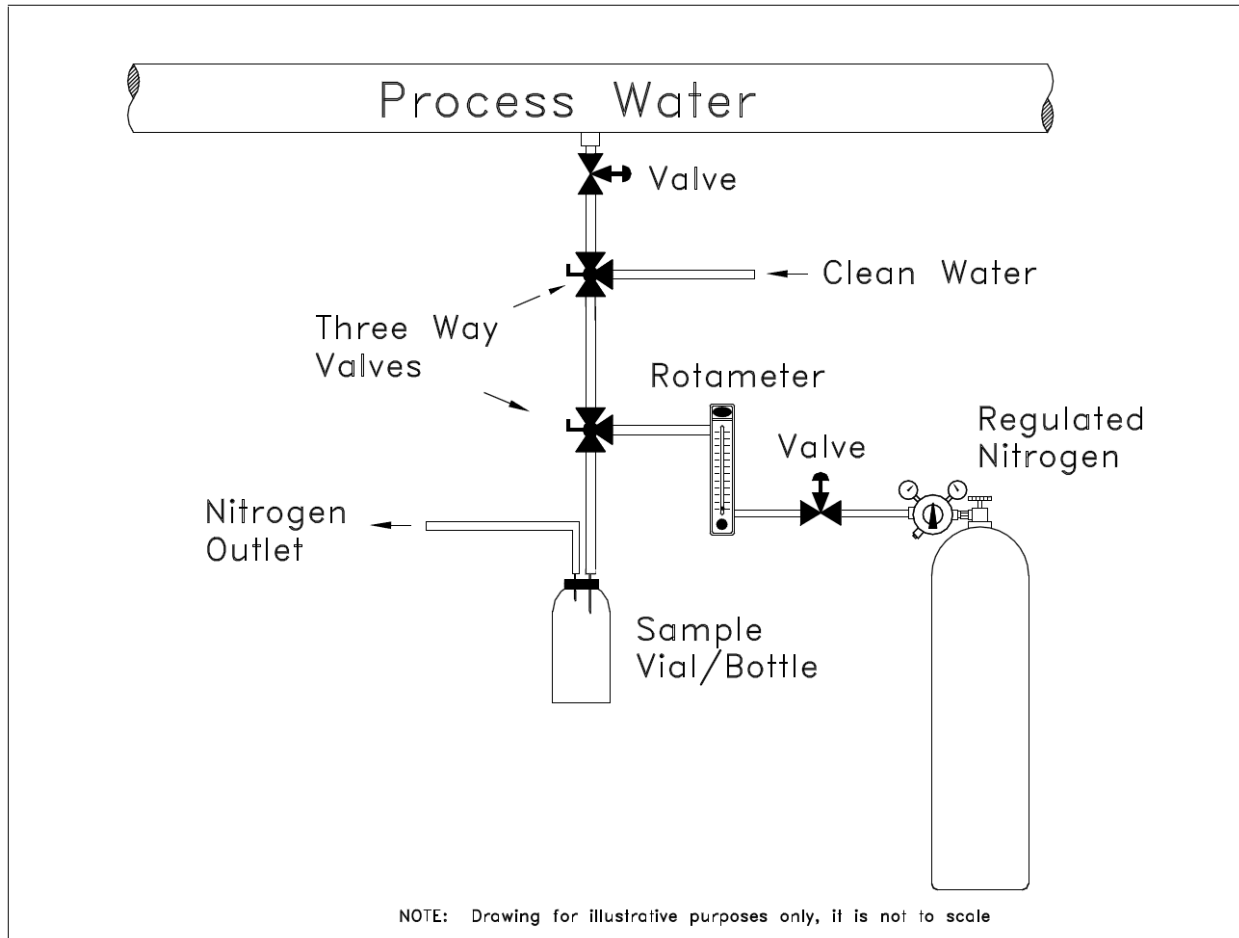 Process Water
Valve
Clean Water
Three Way
Valves
Rotameter
Regulated
Nitrogen
Valve
Nitrogen
Outlet
Sample
Vial/Bottle
NOTE: Drawing for illustrative purposes only, it is not to scale